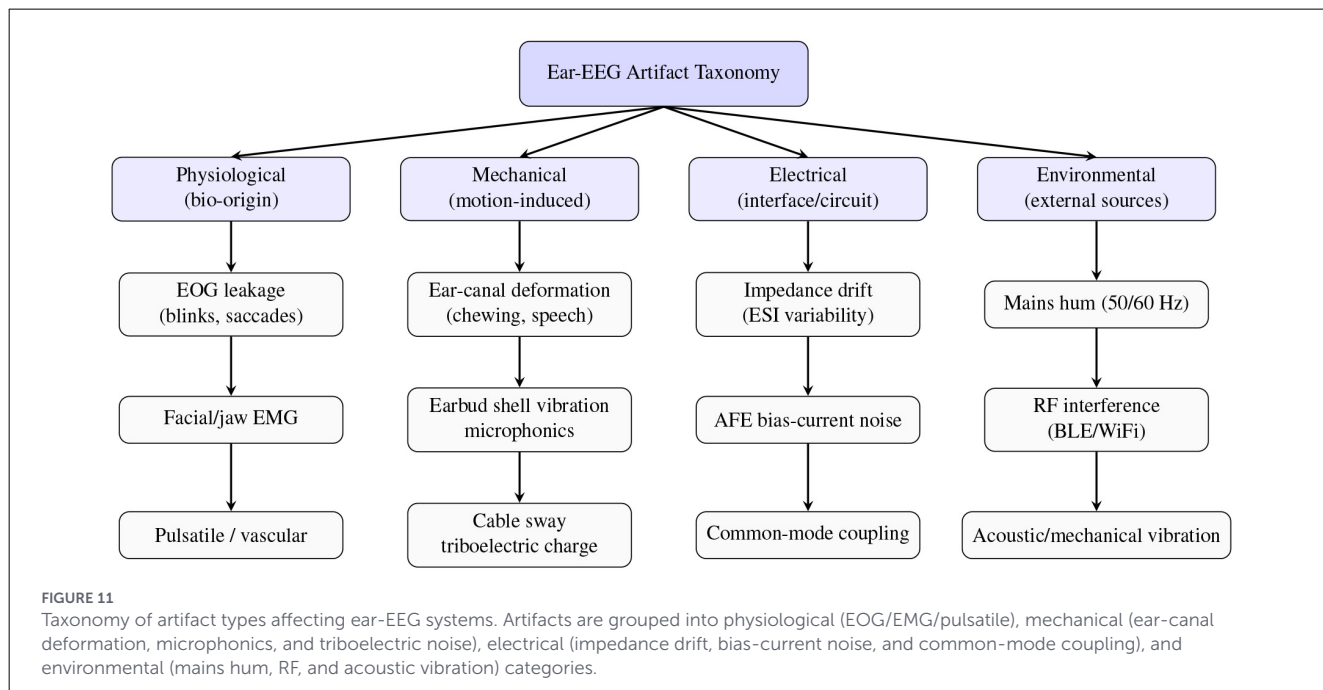 Ear-EEG Artifact Taxonomy
Physiological
(bio-origin)
Mechanical
(motion-induced)
Electrical
(interface/circuit)
Environmental
(external sources)
EOG leakage
(blinks, saccades)
Ear-canal deformation
(chewing, speech)
Impedance drift
(ESI variability)
Mains hum (50/60 Hz)
Facial/jaw EMG
Earbud shell vibration
microphonics
AFE bias-current noise
RF interference
(BLE/WiFi)
Pulsatile / vascular
Cable sway
triboelectric charge
Common-mode coupling
Acoustic/mechanical vibration
FIGURE 11
Taxonomy of artifact types affecting ear-EEG systems. Artifacts are grouped into physiological (EOG/EMG/pulsatile), mechanical (ear-canal
deformation, microphonics, and triboelectric noise), electrical (impedance drift, bias-current noise, and common-mode coupling), and
environmental (mains hum, RF, and acoustic vibration) categories.